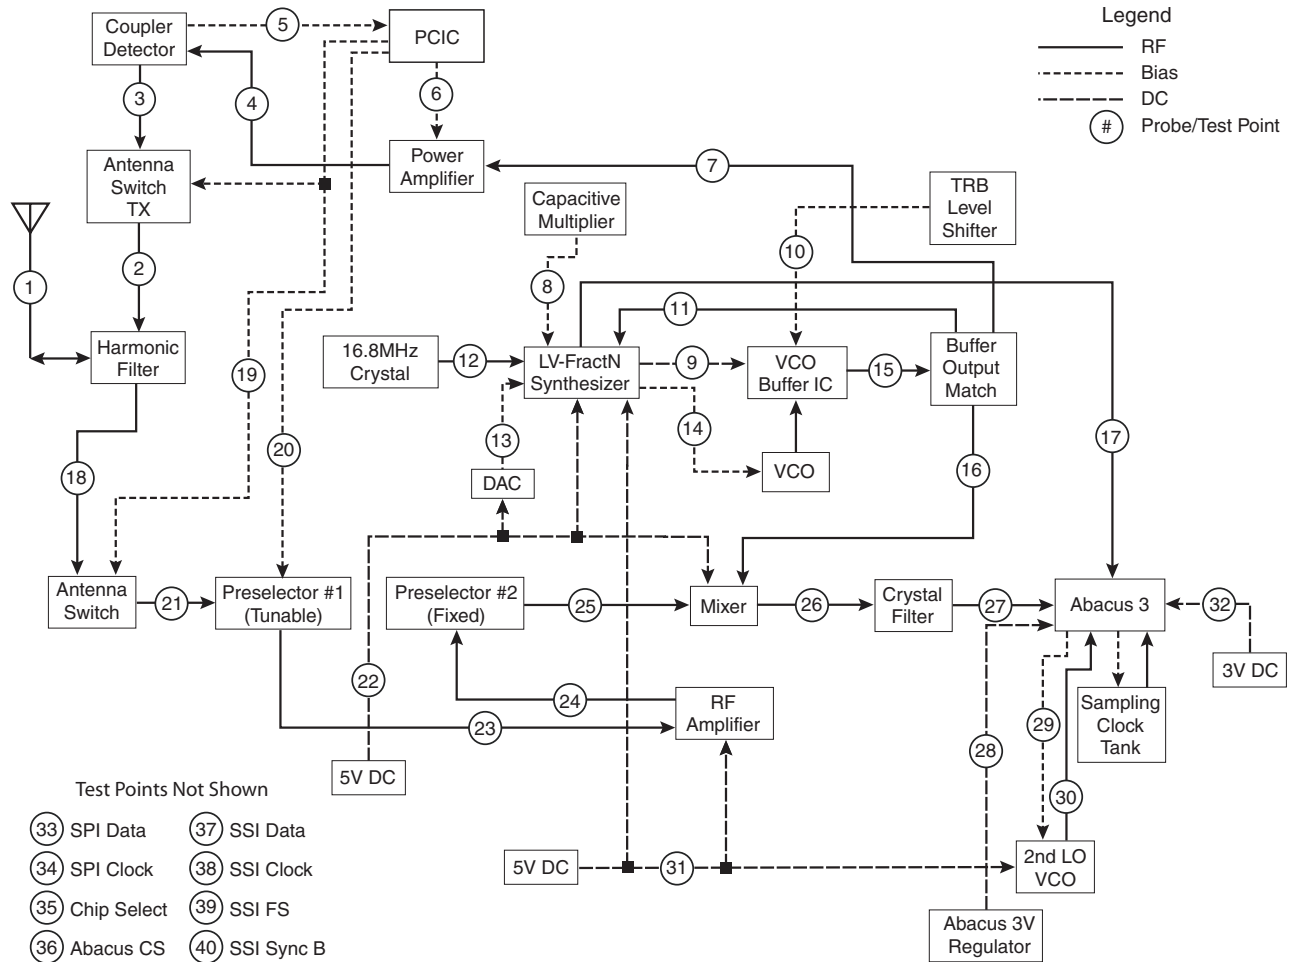 Coupler
Detector
5
PCIC
Legend
RF
Bias
DC
# Probe/Test Point
3
4
6
Antenna
Switch
TX
Power
Amplifier
7
Capacitive
Multiplier
TRB
Level
Shifter
1
2
8
10
11
Harmonic
Filter
19
16.8MHz
Crystal
12
LV-FractN
Synthesizer
9
VCO
Buffer IC
15
Buffer
Output
Match
18
20
13
14
17
DAC
VCO
16
Antenna
Switch
21
Preselector #1
(Tunable)
Preselector #2
(Fixed)
25
Mixer
26
Crystal
Filter
27
Abacus 3
32
3V DC
22
23
24
RF
Amplifier
28
29
Sampling
Clock
Tank
30
5V DC
5V DC
31
2nd LO
VCO
Abacus 3V
Regulator
Test Points Not Shown
33 SPI Data
37 SSI Data
34 SPI Clock
38 SSI Clock
35 Chip Select
39 SSI FS
36 Abacus CS
40 SSI Sync B